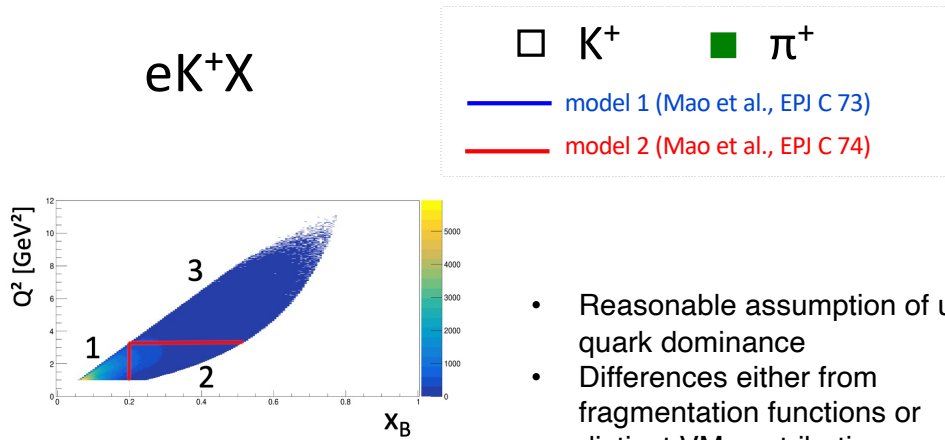 eK⁺X
□ K⁺ ■ π⁺
model 1 (Mao et al., EPJ C 73)
model 2 (Mao et al., EPJ C 74)
Q² [GeV²]
12
10
8
6
4
2
0
0
0.2
0.4
0.6
0.8
1
5000
4000
3000
2000
1000
0
1
2
3
x_B
• Reasonable assumption of u
quark dominance
• Differences either from
fragmentation functions or